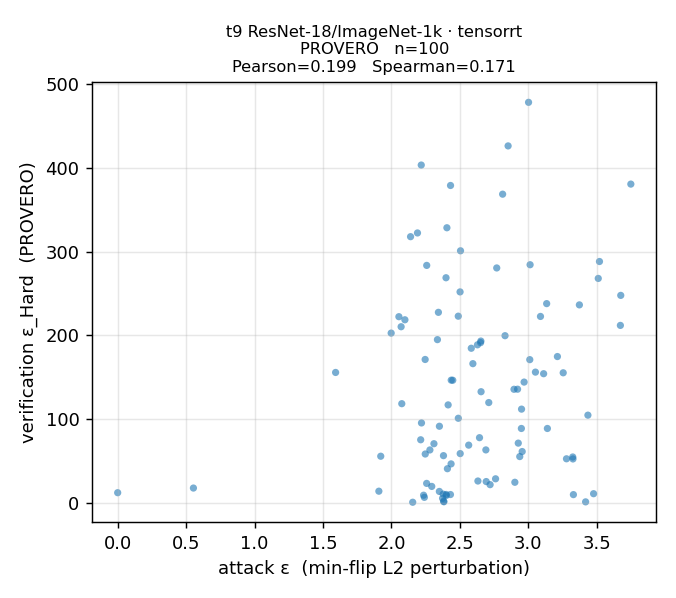 t9 ResNet-18/ImageNet-1k · tensorrt
PROVERO   n=100
Pearson=0.199   Spearman=0.171
500
400
300
200
100
0
verification ε_Hard  (PROVERO)
0.0 0.5 1.0 1.5 2.0 2.5 3.0 3.5
attack ε  (min-flip L2 perturbation)